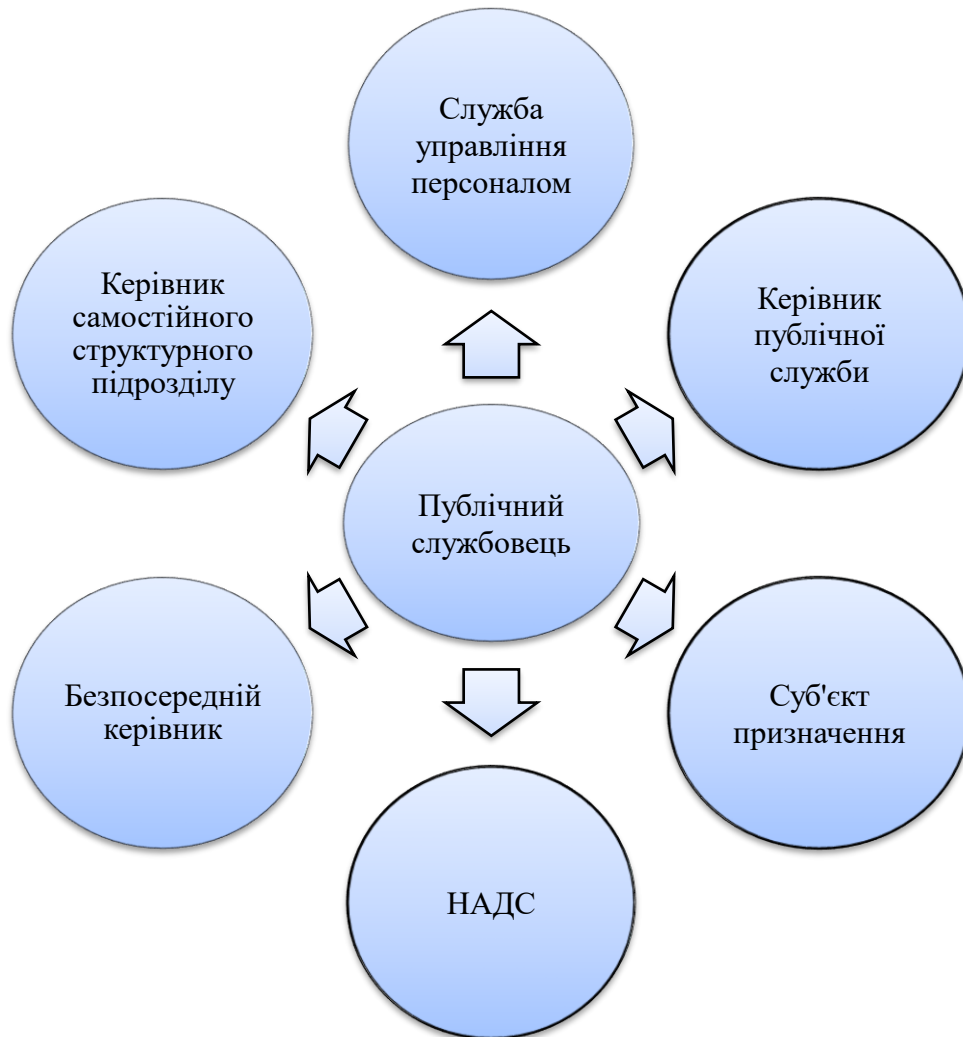 Служба
управління
персоналом
Керівник
самостійного
структурного
підрозділу
Керівник
публічної
служби
Публічний
службовець
Безпосередній
керівник
Суб'єкт
призначення
НАДС